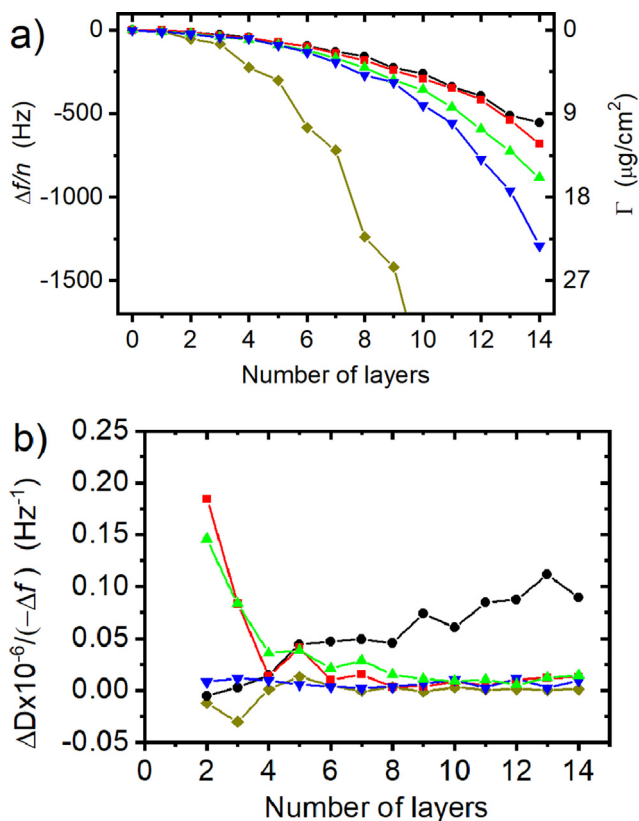 a)
0
-500
-1000
-1500
Δf/n (Hz)
0
9
18
27
Γ (μg/cm²)
0 2 4 6 8 10 12 14
Number of layers
b)
0.25
0.20
0.15
0.10
0.05
0.00
-0.05
ΔDx10⁻⁶/(−Δf ) (Hz⁻¹)
0 2 4 6 8 10 12 14
Number of layers